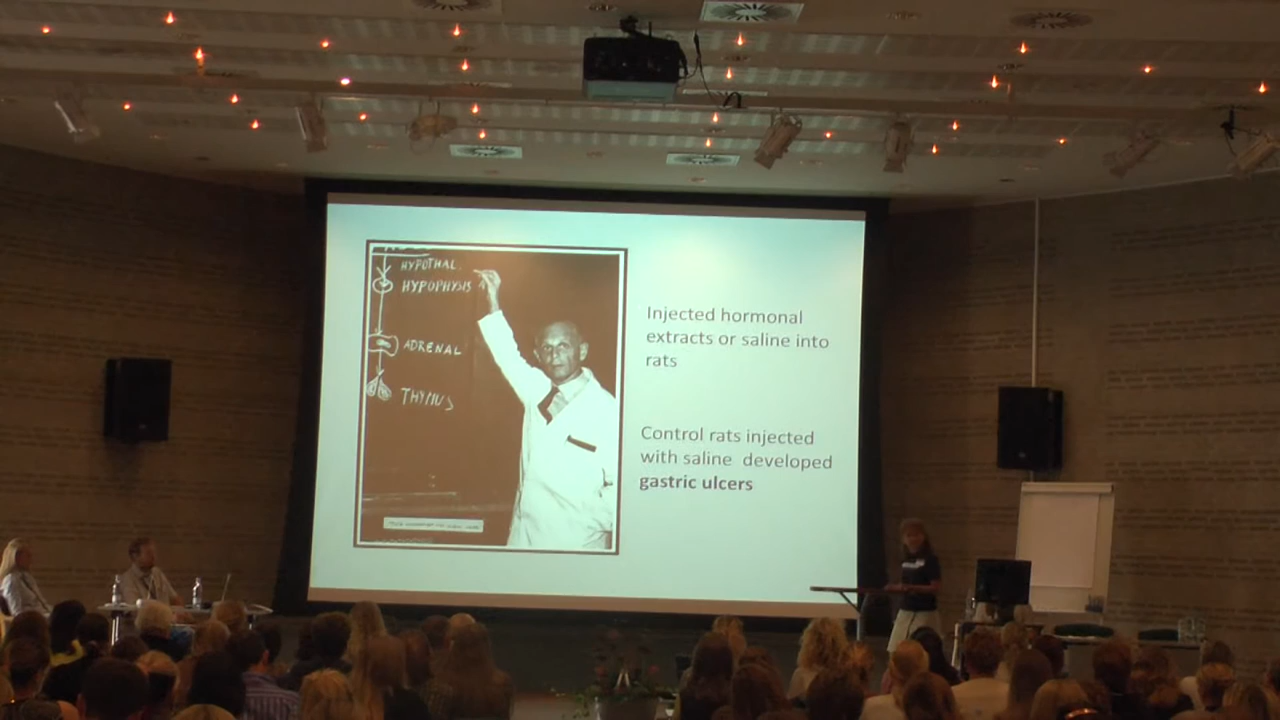 HYPOTHAL.
HYPOPHYSIS
ADRENAL
THYMUS
Injected hormonal
extracts or saline into
rats
Control rats injected
with saline developed
gastric ulcers